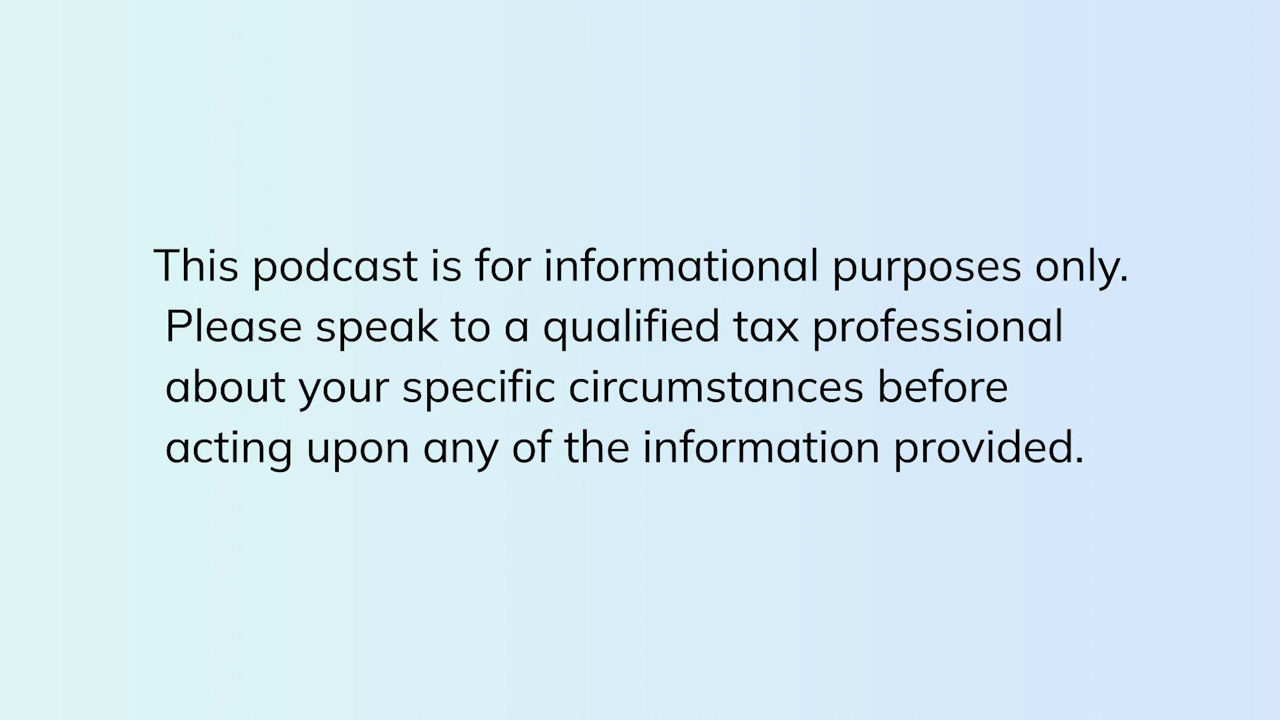 This podcast is for informational purposes only.
Please speak to a qualified tax professional
about your specific circumstances before
acting upon any of the information provided.